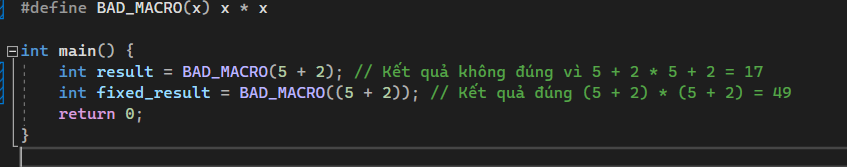 #define BAD_MACRO(x) x * x
int main() {
int result = BAD_MACRO(5 + 2); // Kết quả không đúng vì 5 + 2 * 5 + 2 = 17
int fixed_result = BAD_MACRO((5 + 2)); // Kết quả đúng (5 + 2) * (5 + 2) = 49
return 0;
}